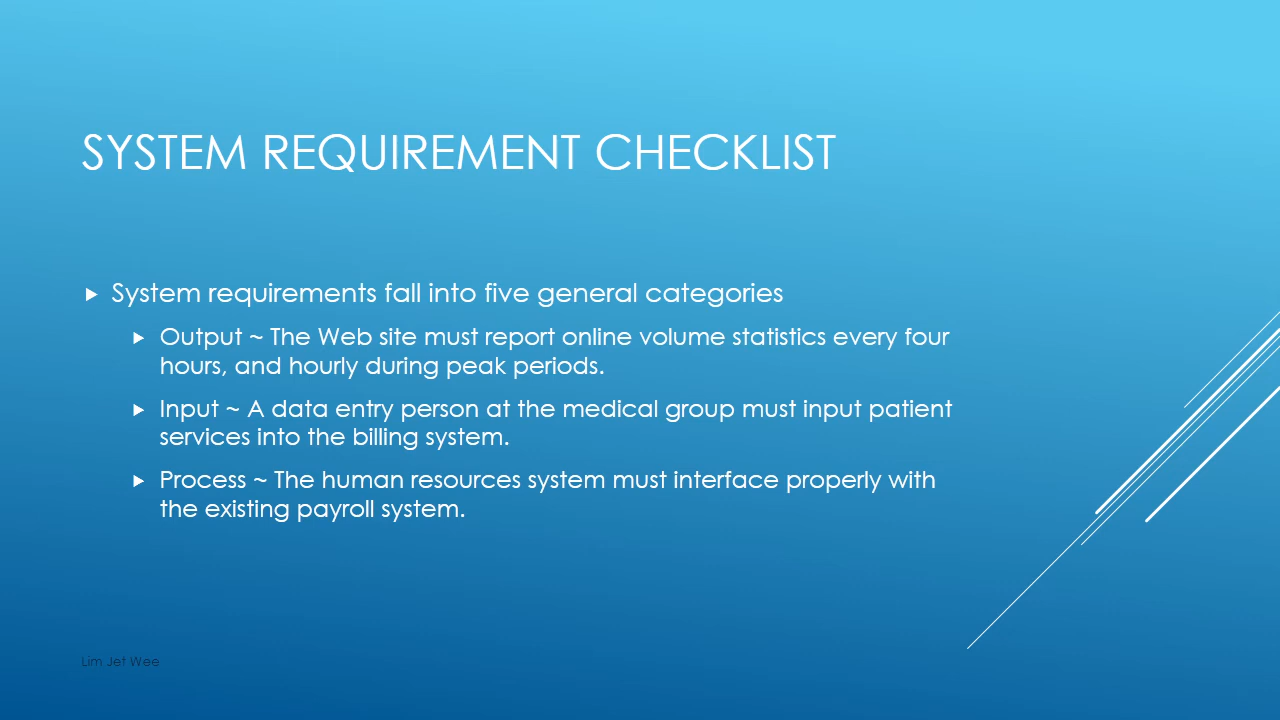 SYSTEM REQUIREMENT CHECKLIST
System requirements fall into five general categories
Output ~ The Web site must report online volume statistics every four
hours, and hourly during peak periods.
Input ~ A data entry person at the medical group must input patient
services into the billing system.
Process ~ The human resources system must interface properly with
the existing payroll system.
Lim Jet Wee